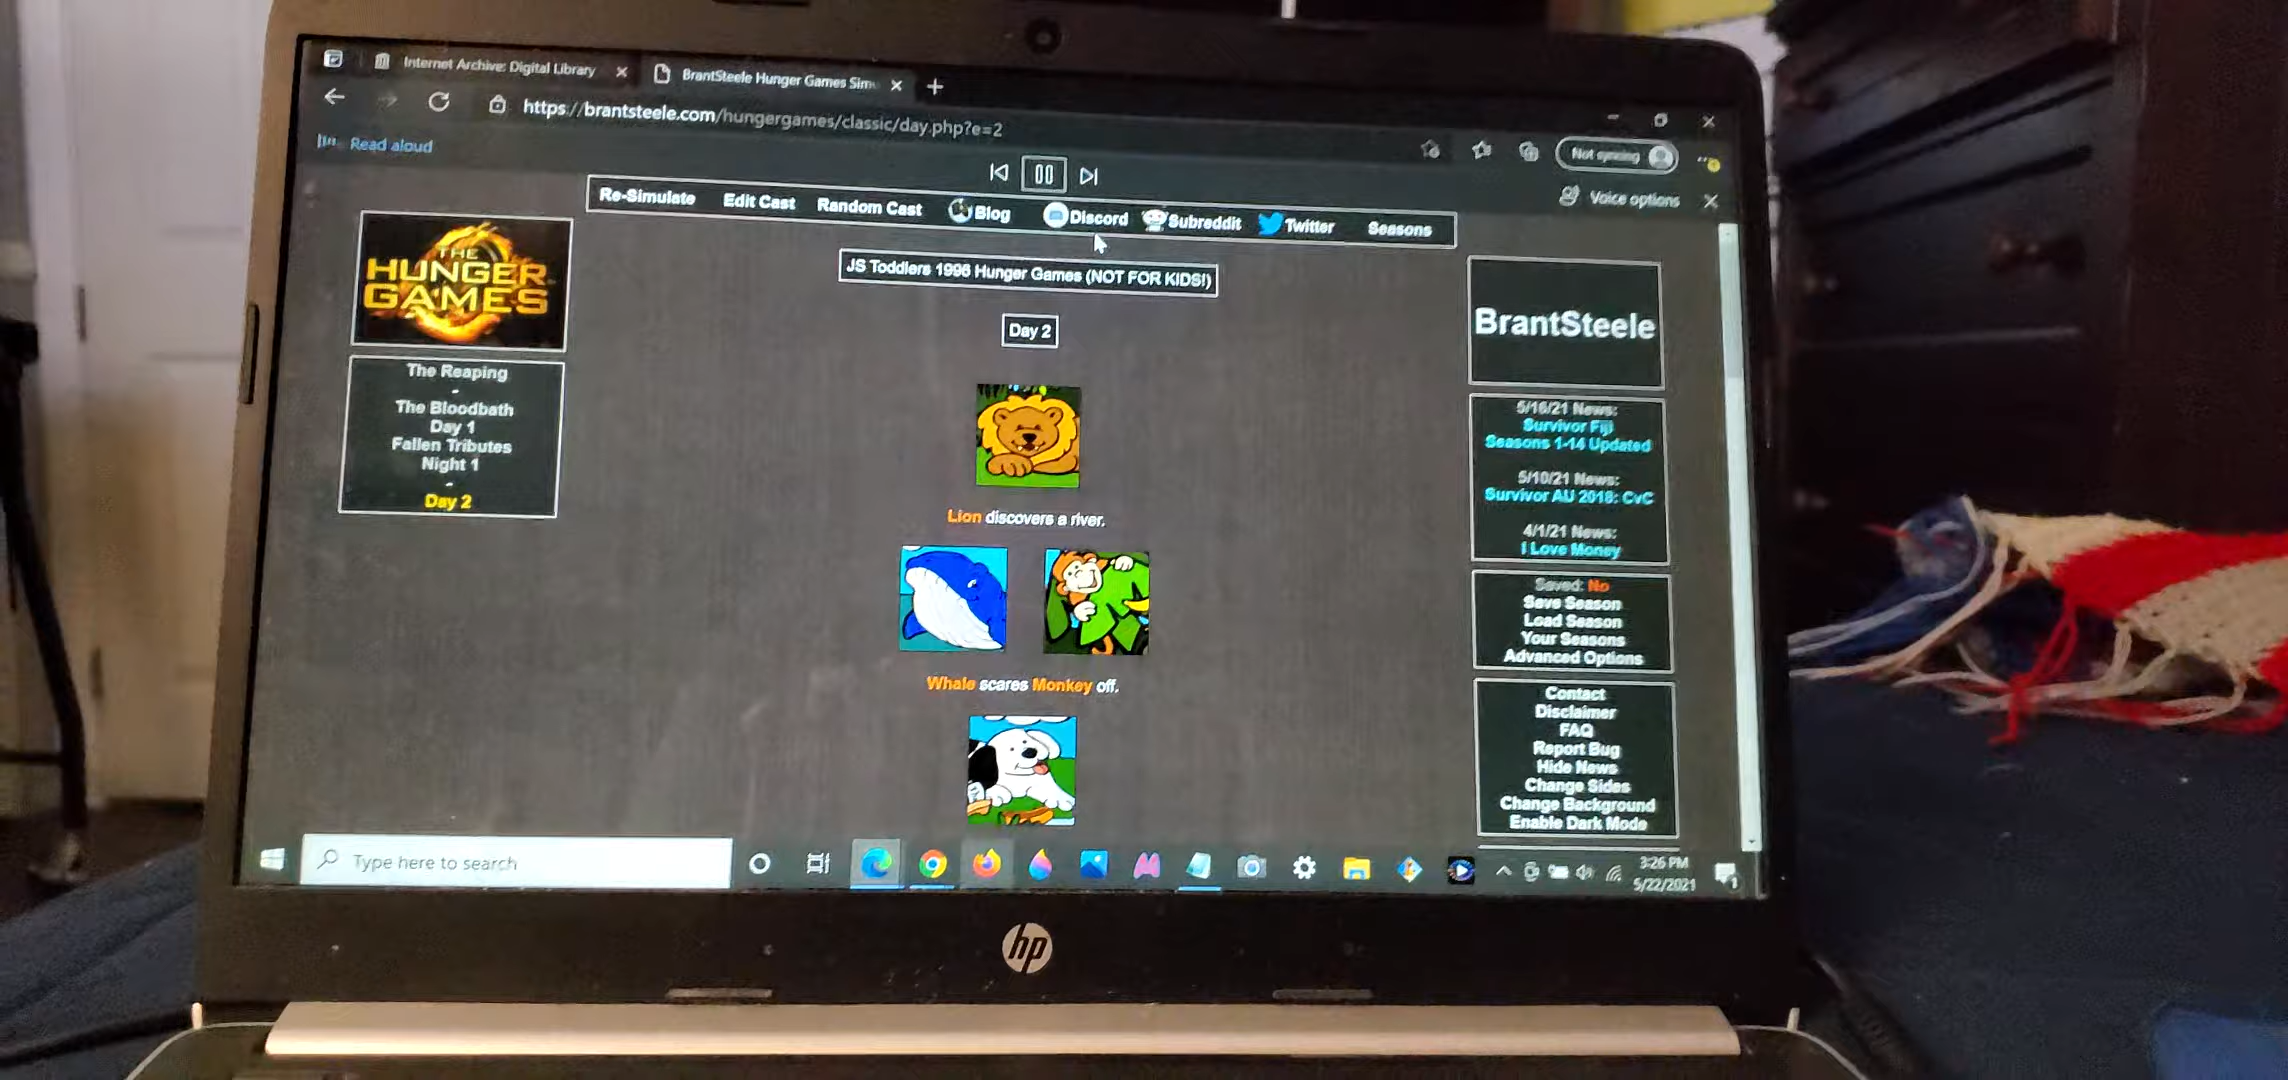 Internet Archive: Digital Library
BrantSteele Hunger Games Sim
https://brantsteele.com/hungergames/classic/day.php?e=2
Read aloud
Not syncing
Voice options
Re-Simulate Edit Cast Random Cast Blog Discord Subreddit Twitter Seasons
THE
HUNGER
GAMES
JS Toddlers 1996 Hunger Games (NOT FOR KIDS!)
Day 2
The Reaping
-
The Bloodbath
Day 1
Fallen Tributes
Night 1
-
Day 2
Lion discovers a river.
Whale scares Monkey off.
BrantSteele
5/16/21 News:
Survivor Fiji
Seasons 1-14 Updated
5/10/21 News:
Survivor AU 2018: CvC
4/1/21 News:
I Love Money
Saved: No
Save Season
Load Season
Your Seasons
Advanced Options
Contact
Disclaimer
FAQ
Report Bug
Hide News
Change Sides
Change Background
Enable Dark Mode
Type here to search
3:26 PM
5/22/2021
1
hp